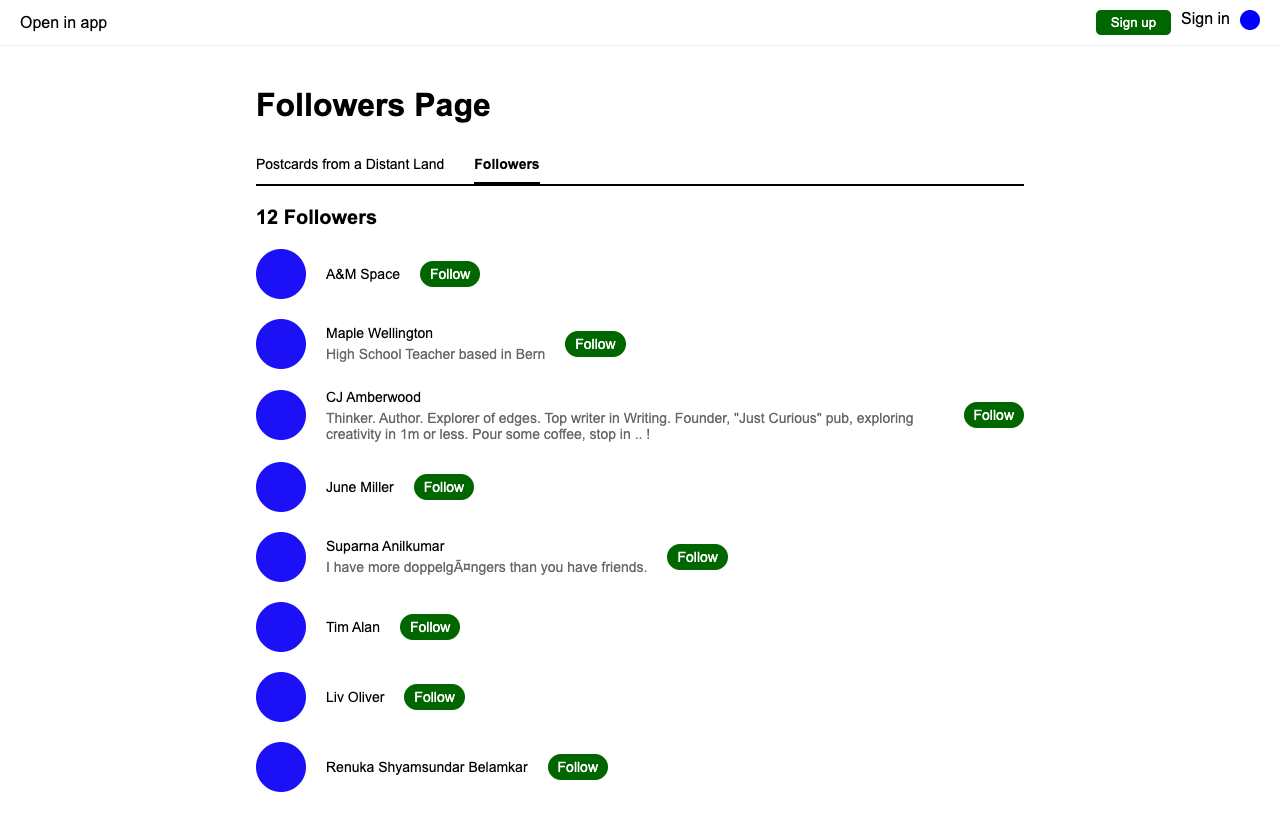 Open in app
Sign up
Sign in
Followers Page
Postcards from a Distant Land
Followers
12 Followers
A&M Space
Follow
Maple Wellington
High School Teacher based in Bern
Follow
CJ Amberwood
Thinker. Author. Explorer of edges. Top writer in Writing. Founder, "Just Curious" pub, exploring
creativity in 1m or less. Pour some coffee, stop in .. !
Follow
June Miller
Follow
Suparna Anilkumar
I have more doppelgÃ¤ngers than you have friends.
Follow
Tim Alan
Follow
Liv Oliver
Follow
Renuka Shyamsundar Belamkar
Follow